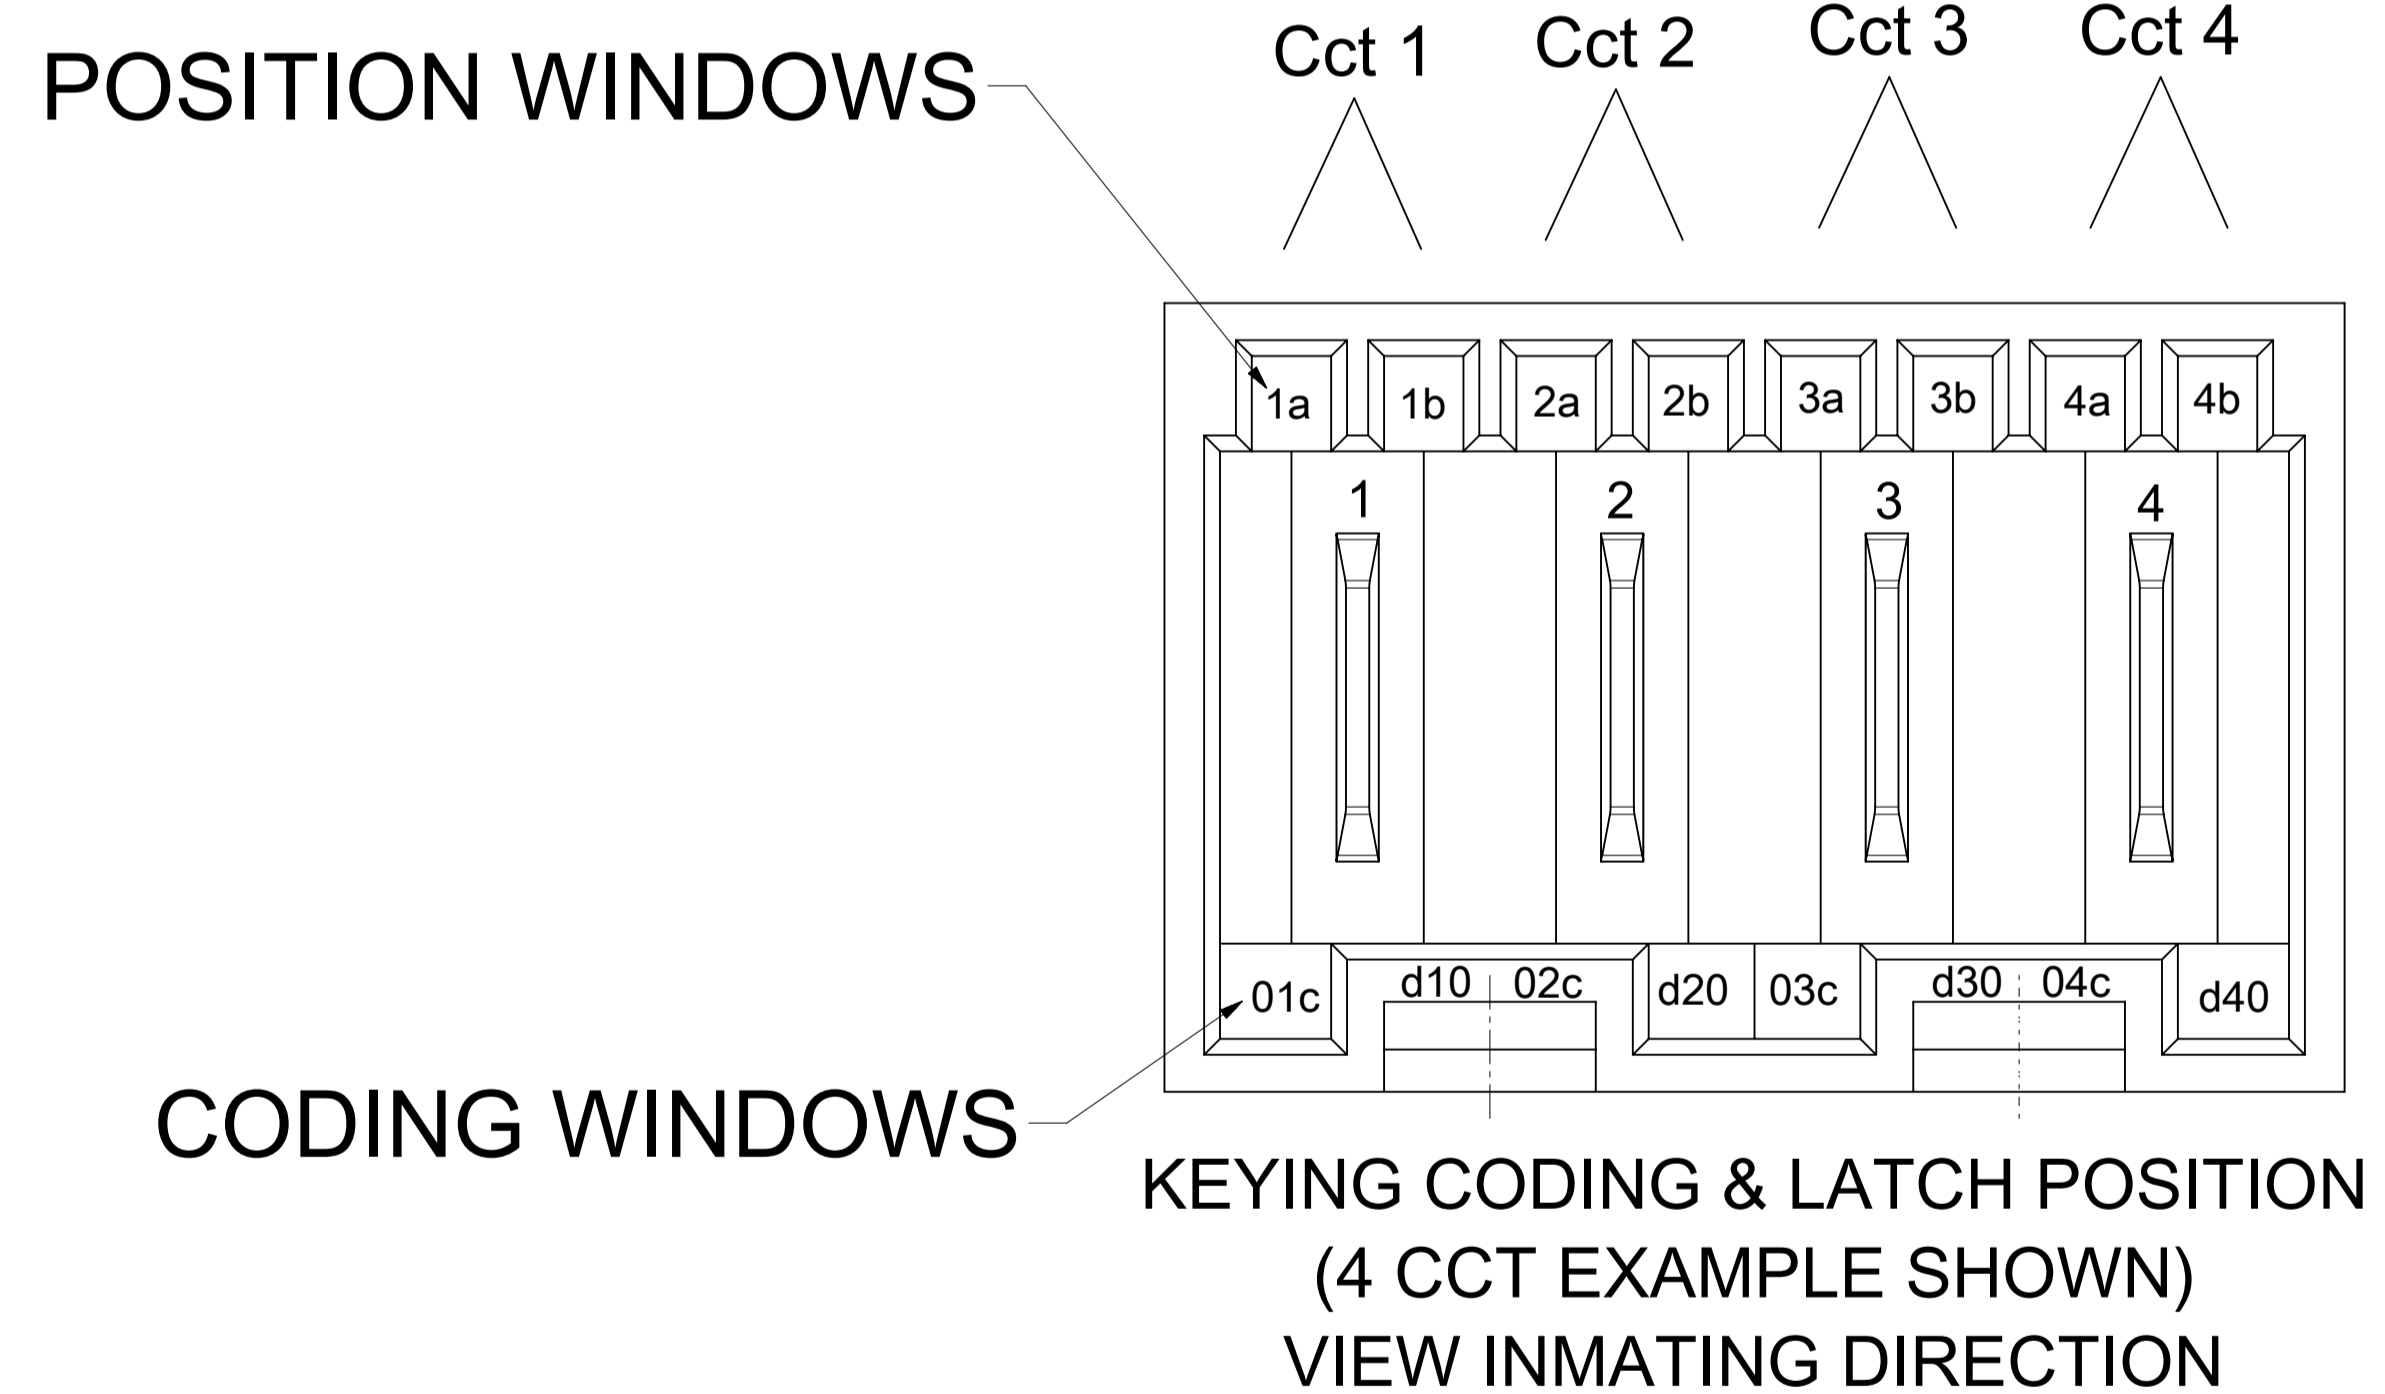 Cct 1 Cct 2 Cct 3 Cct 4
POSITION WINDOWS
1a 1b 2a 2b 3a 3b 4a 4b
1 2 3 4
01c d10 02c d20 03c d30 04c d40
CODING WINDOWS
KEYING CODING & LATCH POSITION
(4 CCT EXAMPLE SHOWN)
VIEW INMATING DIRECTION